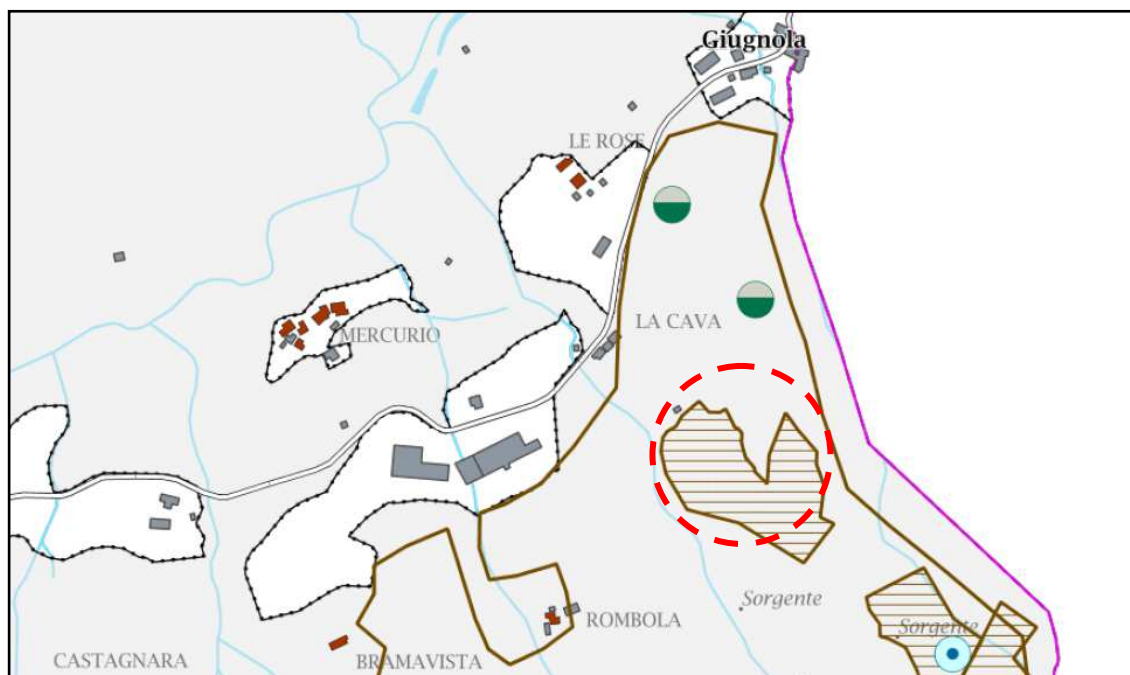 Giugnola
LE ROSE
LA CAVA
MERCURIO
Sorgente
ROMBOLA
Sorgente
CASTAGNARA
BRAMAVISTA